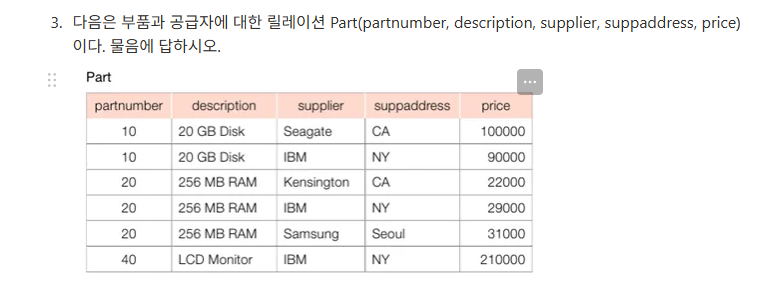 3. 다음은 부품과 공급자에 대한 릴레이션 Part(partnumber, description, supplier, suppaddress, price)
이다. 물음에 답하시오.
Part
partnumber description supplier suppaddress price
10 20 GB Disk Seagate CA 100000
10 20 GB Disk IBM NY 90000
20 256 MB RAM Kensington CA 22000
20 256 MB RAM IBM NY 29000
20 256 MB RAM Samsung Seoul 31000
40 LCD Monitor IBM NY 210000